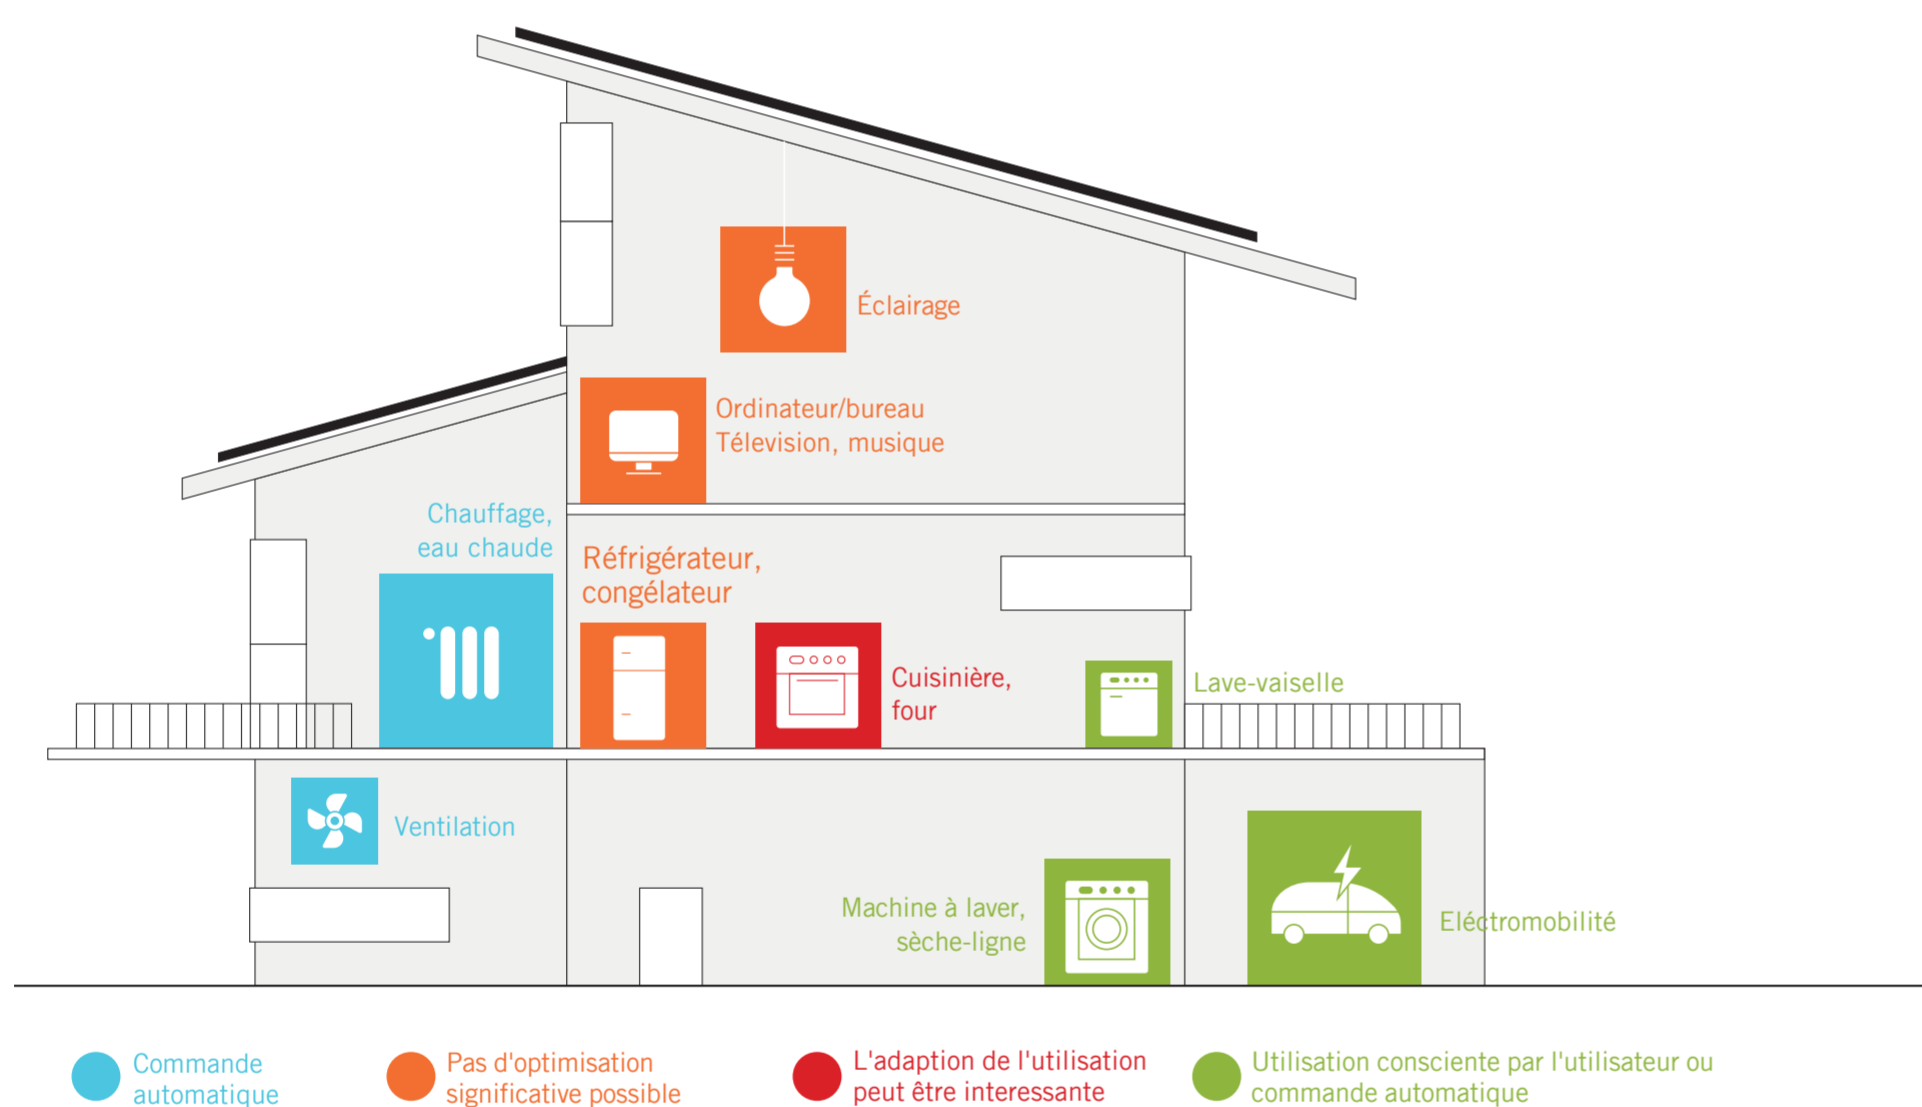 Éclairage
Ordinateur/bureau
Télevision, musique
Chauffage,
eau chaude
Réfrigérateur,
congélateur
Cuisinière,
four
Lave-vaiselle
Ventilation
Machine à laver,
sèche-ligne
Eléctromobilité
Commande
automatique
Pas d'optimisation
significative possible
L'adaption de l'utilisation
peut être interessante
Utilisation consciente par l'utilisateur ou
commande automatique